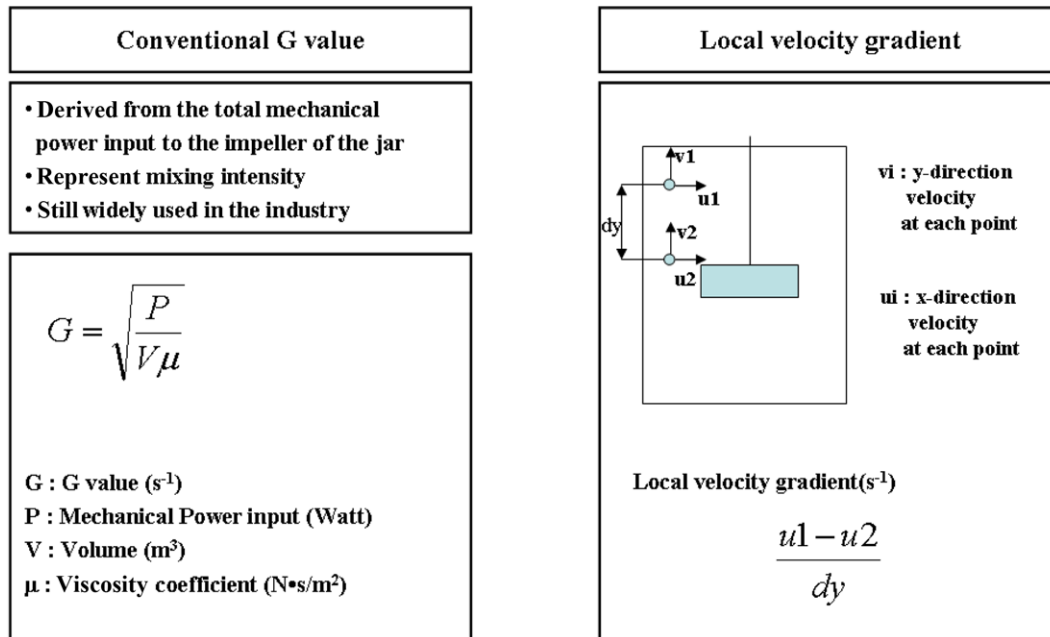 Conventional G value
• Derived from the total mechanical
power input to the impeller of the jar
• Represent mixing intensity
• Still widely used in the industry
G = √(P / Vμ)
G : G value (s⁻¹)
P : Mechanical Power input (Watt)
V : Volume (m³)
μ : Viscosity coefficient (N•s/m²)
Local velocity gradient
v1
u1
dy
v2
u2
vi : y-direction
velocity
at each point
ui : x-direction
velocity
at each point
Local velocity gradient(s⁻¹)
u1 – u2
dy